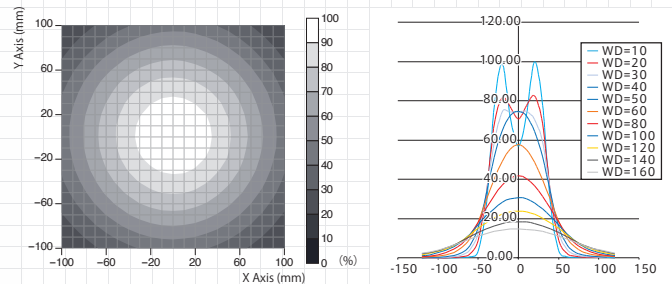 Y Axis (mm)
100
60
20
−20
−60
−100
−100
−60
−20
20
60
100
X Axis (mm)
100
90
80
70
60
50
40
30
20
10
0
(%)
120.00
100.00
80.00
60.00
40.00
20.00
0.00
-150
-100
-50
0
50
100
150
WD=10
WD=20
WD=30
WD=40
WD=50
WD=60
WD=80
WD=100
WD=120
WD=140
WD=160